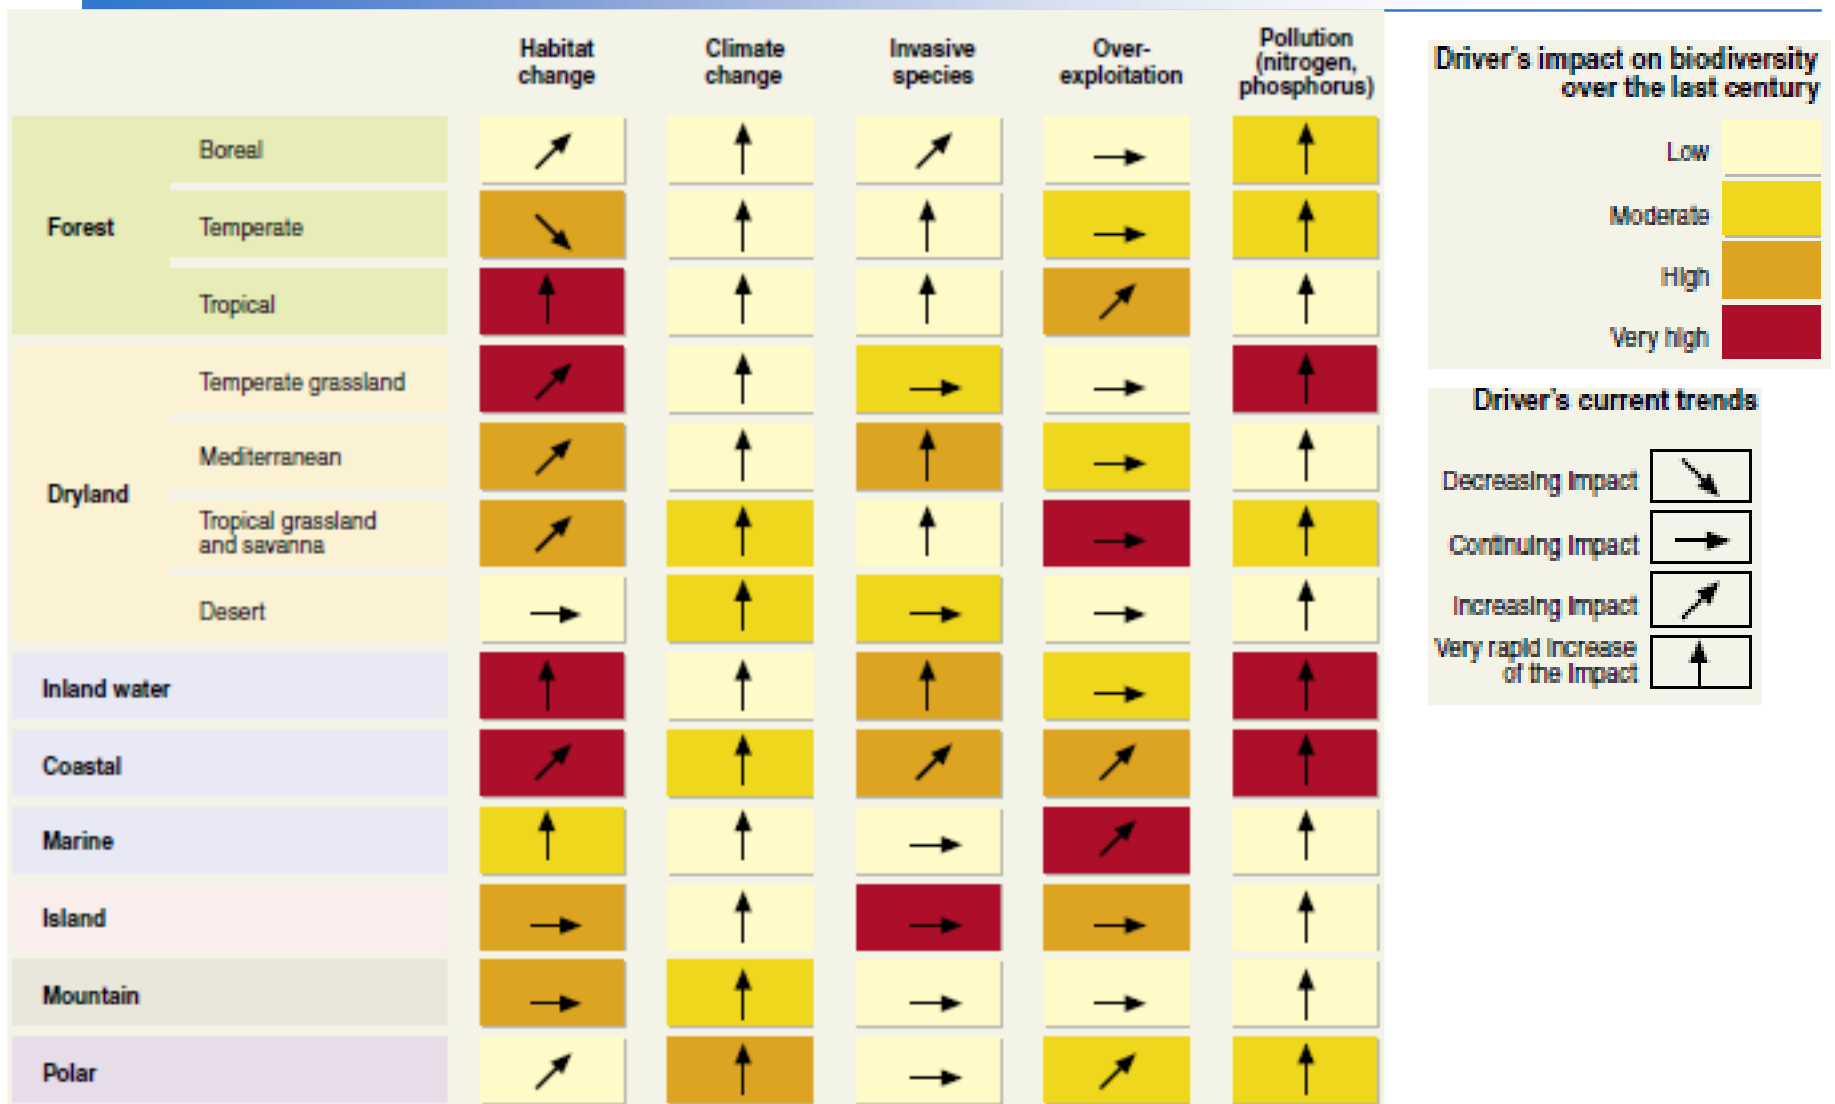 Habitat
change
Climate
change
Invasive
species
Over-
exploitation
Pollution
(nitrogen,
phosphorus)
Forest
Boreal
Temperate
Tropical
Dryland
Temperate grassland
Mediterranean
Tropical grassland
and savanna
Desert
Inland water
Coastal
Marine
Island
Mountain
Polar
Driver's impact on biodiversity
over the last century
Low
Moderate
High
Very high
Driver's current trends
Decreasing impact
Continuing impact
Increasing impact
Very rapid increase
of the impact